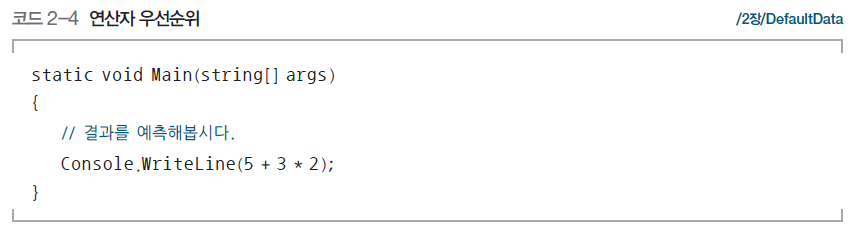 코드 2-4 연산자 우선순위 /2장/DefaultData
static void Main(string[] args)
{
// 결과를 예측해봅시다.
Console.WriteLine(5 + 3 * 2);
}